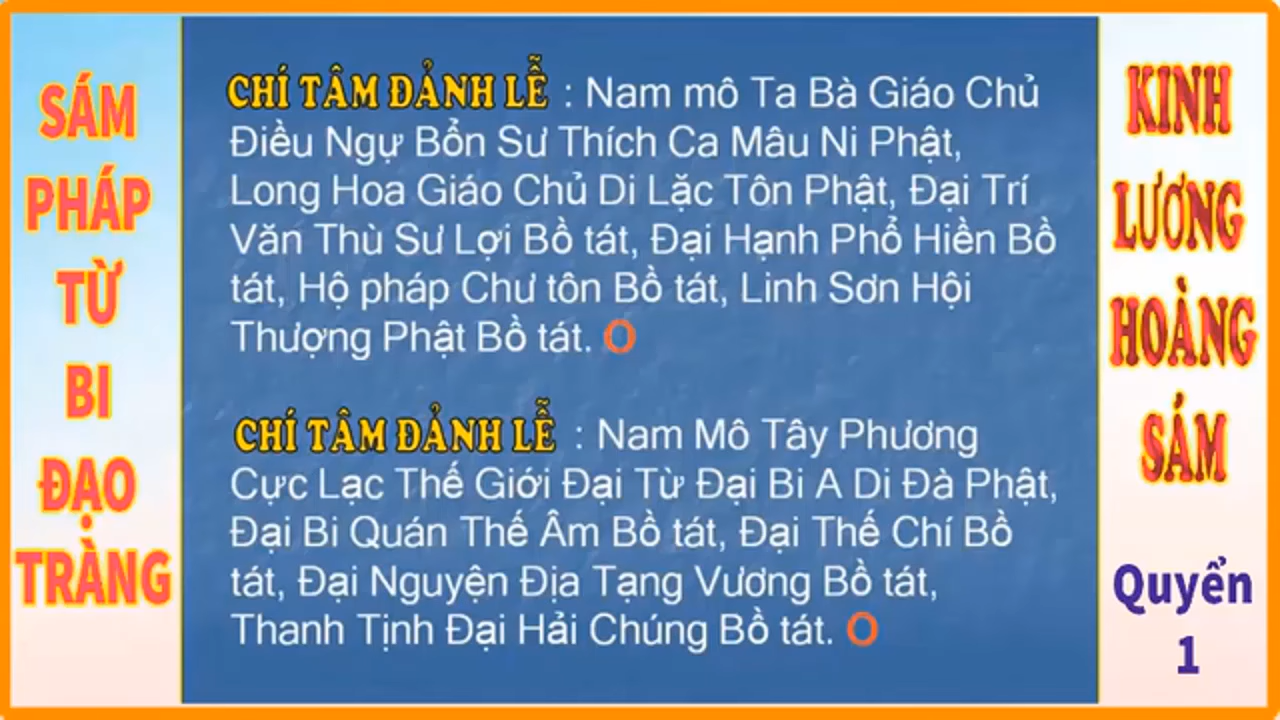 SÁM
PHÁP
TỪ
BI
ĐẠO
TRÀNG
CHÍ TÂM ĐẢNH LỄ : Nam mô Ta Bà Giáo Chủ
Điều Ngự Bổn Sư Thích Ca Mâu Ni Phật,
Long Hoa Giáo Chủ Di Lặc Tôn Phật, Đại Trí
Văn Thù Sư Lợi Bồ tát, Đại Hạnh Phổ Hiền Bồ
tát, Hộ pháp Chư tôn Bồ tát, Linh Sơn Hội
Thượng Phật Bồ tát. O
CHÍ TÂM ĐẢNH LỄ : Nam Mô Tây Phương
Cực Lạc Thế Giới Đại Từ Đại Bi A Di Đà Phật,
Đại Bi Quán Thế Âm Bồ tát, Đại Thế Chí Bồ
tát, Đại Nguyện Địa Tạng Vương Bồ tát,
Thanh Tịnh Đại Hải Chúng Bồ tát. O
KINH
LƯƠNG
HOÀNG
SÁM
Quyển
1